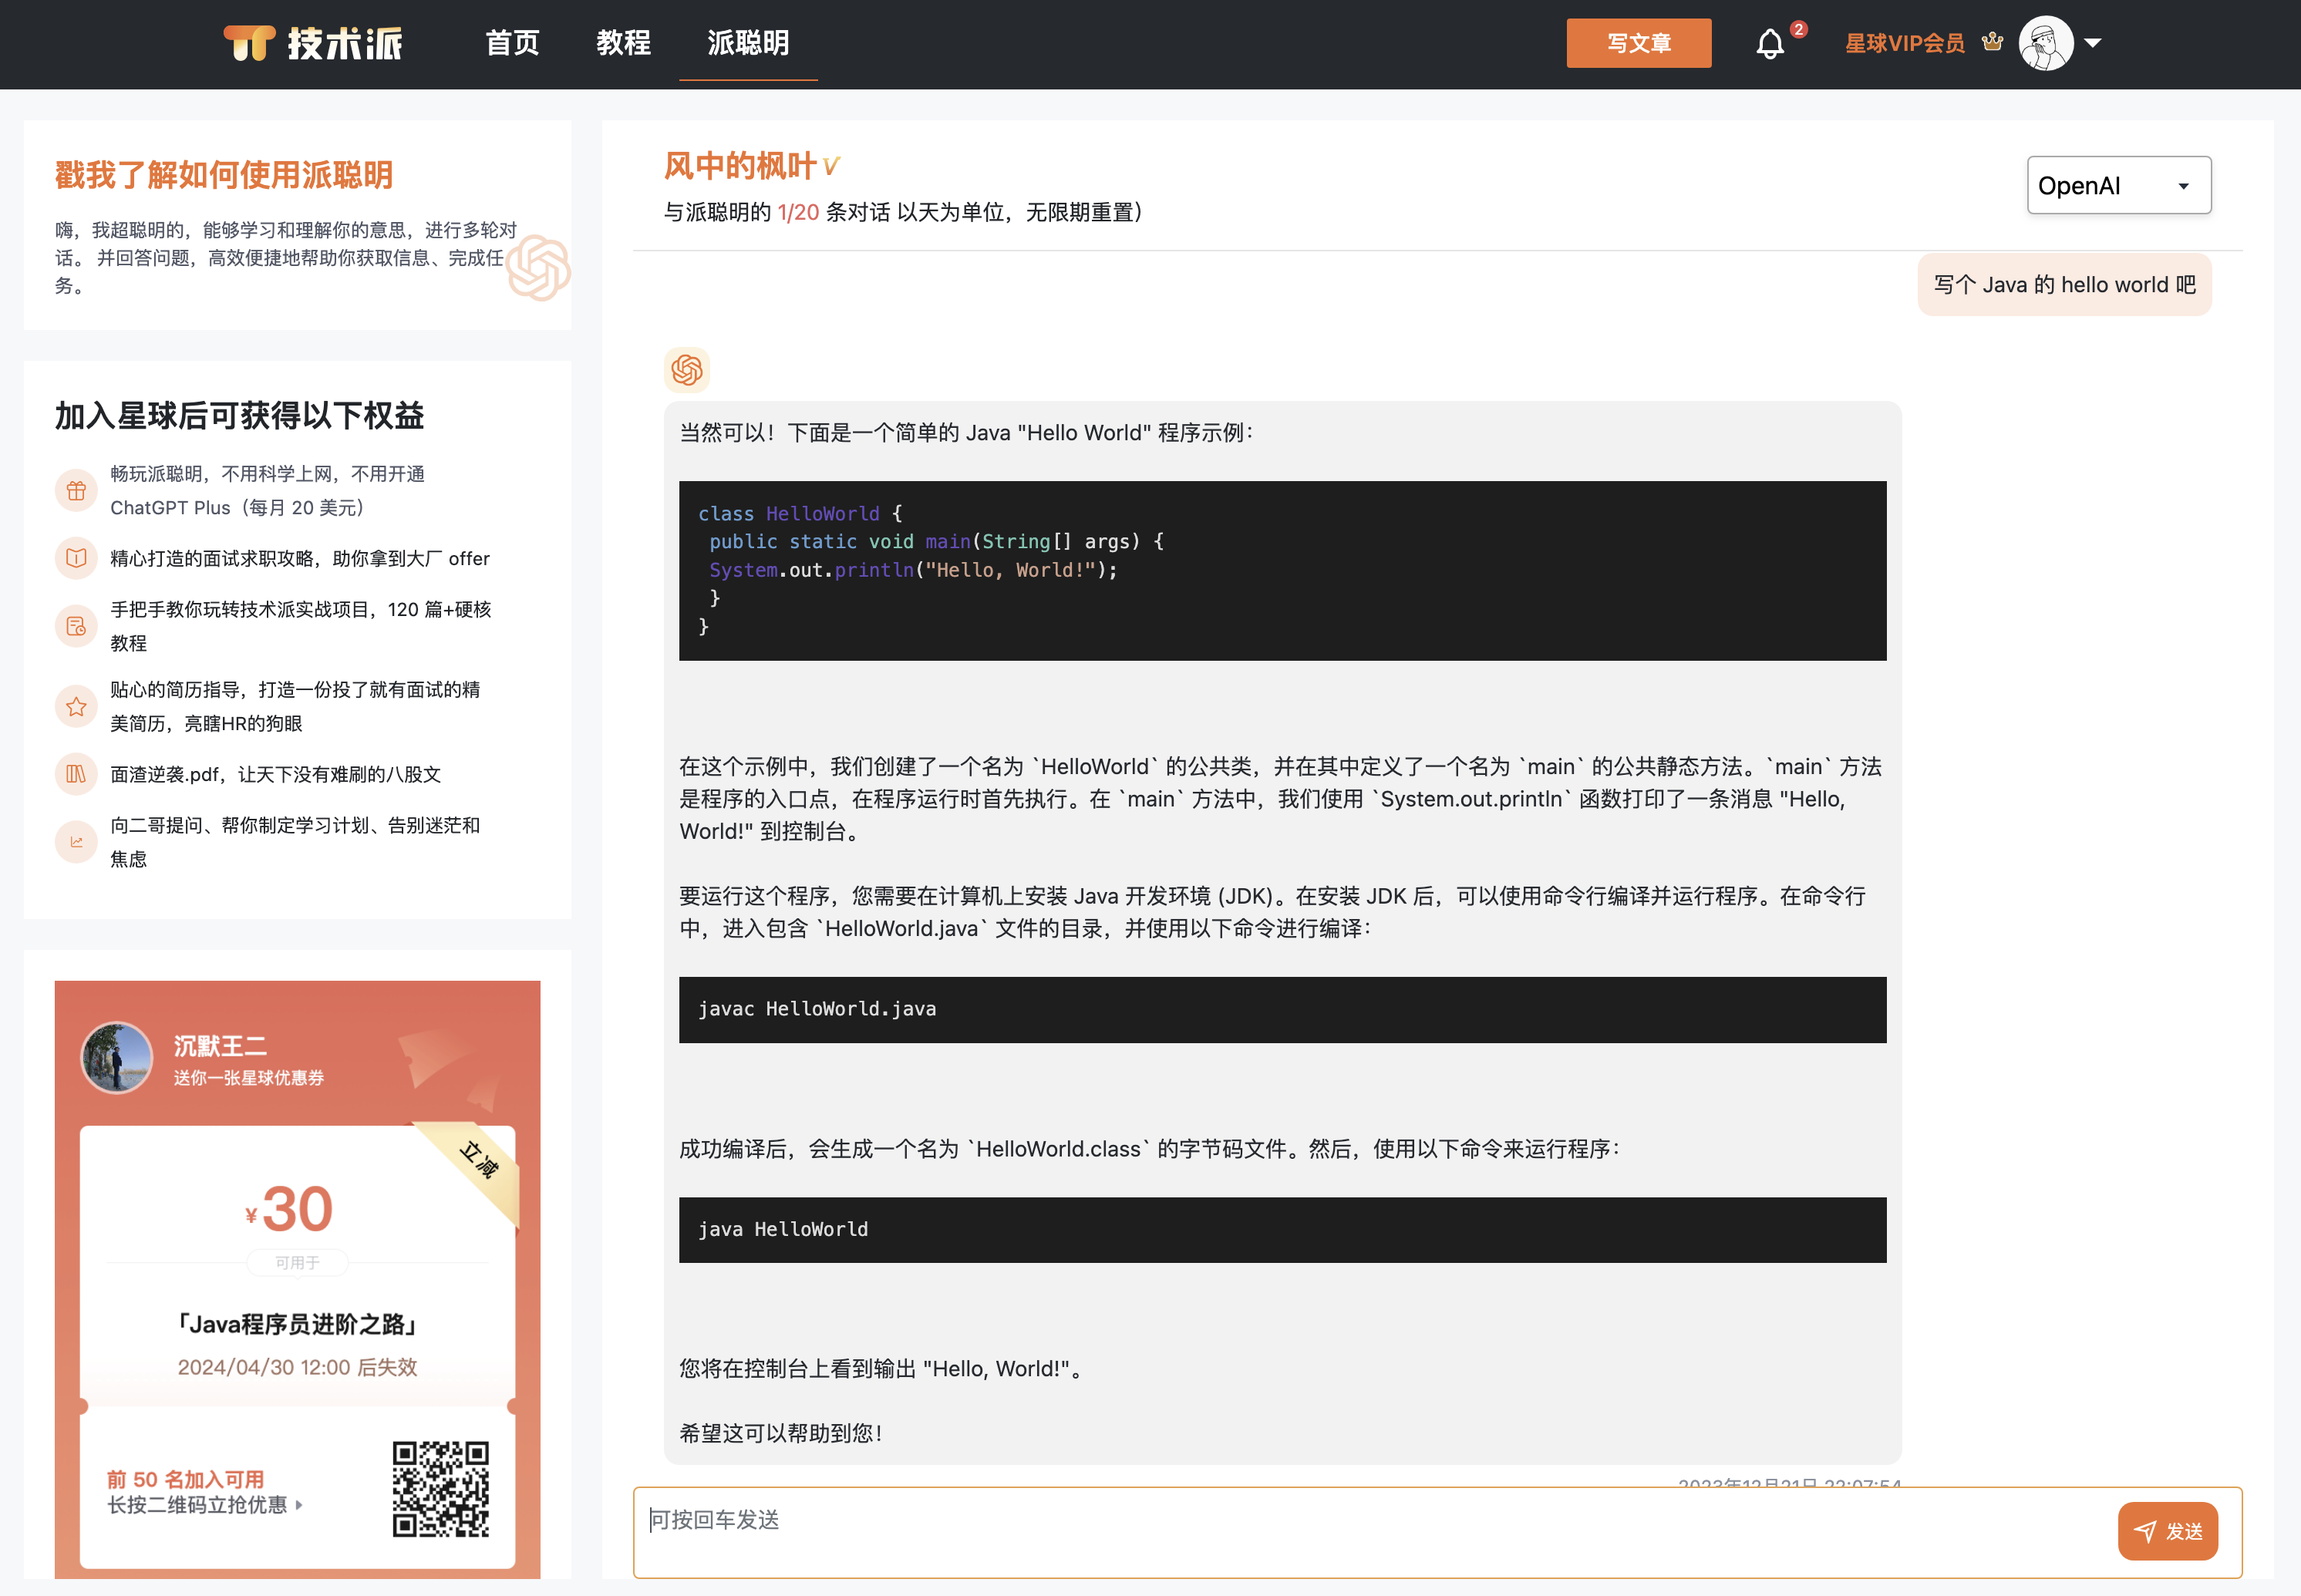 技术派
首页
教程
派聪明
写文章
2
星球VIP会员
戳我了解如何使用派聪明
嗨，我超聪明的，能够学习和理解你的意思，进行多轮对
话。 并回答问题，高效便捷地帮助你获取信息、完成任
务。
加入星球后可获得以下权益
畅玩派聪明，不用科学上网，不用开通
ChatGPT Plus（每月 20 美元）
精心打造的面试求职攻略，助你拿到大厂 offer
手把手教你玩转技术派实战项目，120 篇+硬核
教程
贴心的简历指导，打造一份投了就有面试的精
美简历，亮瞎HR的狗眼
面渣逆袭.pdf，让天下没有难刷的八股文
向二哥提问、帮你制定学习计划、告别迷茫和
焦虑
沉默王二
送你一张星球优惠券
立减
¥30
可用于
「Java程序员进阶之路」
2024/04/30 12:00 后失效
前 50 名加入可用
长按二维码立抢优惠
风中的枫叶
与派聪明的 1/20 条对话 以天为单位，无限期重置）
OpenAI
写个 Java 的 hello world 吧
当然可以！下面是一个简单的 Java "Hello World" 程序示例：
class HelloWorld {
public static void main(String[] args) {
System.out.println("Hello, World!");
}
}
在这个示例中，我们创建了一个名为 `HelloWorld` 的公共类，并在其中定义了一个名为 `main` 的公共静态方法。`main` 方法
是程序的入口点，在程序运行时首先执行。在 `main` 方法中，我们使用 `System.out.println` 函数打印了一条消息 "Hello,
World!" 到控制台。
要运行这个程序，您需要在计算机上安装 Java 开发环境 (JDK)。在安装 JDK 后，可以使用命令行编译并运行程序。在命令行
中，进入包含 `HelloWorld.java` 文件的目录，并使用以下命令进行编译：
javac HelloWorld.java
成功编译后，会生成一个名为 `HelloWorld.class` 的字节码文件。然后，使用以下命令来运行程序：
java HelloWorld
您将在控制台上看到输出 "Hello, World!"。
希望这可以帮助到您！
2023年12月21日 22:07:54
可按回车发送
发送